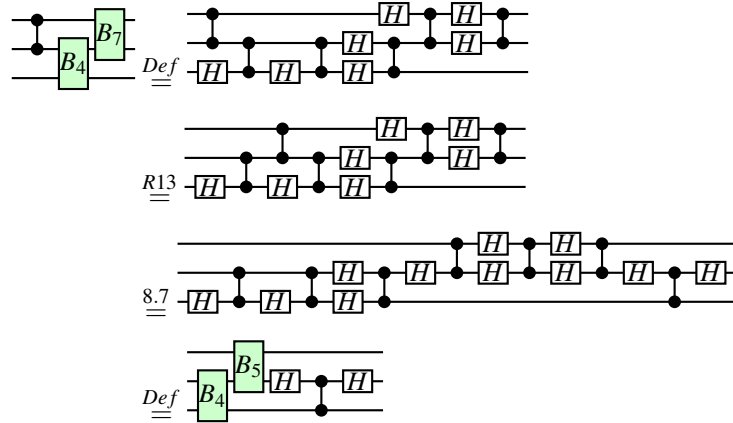 H H
B₇ H H
B₄
Def = H H H
H H
H H
R13 = H H H
H H
H H H H H H
8.7 = H H H
B₅
B₄ H H
Def =